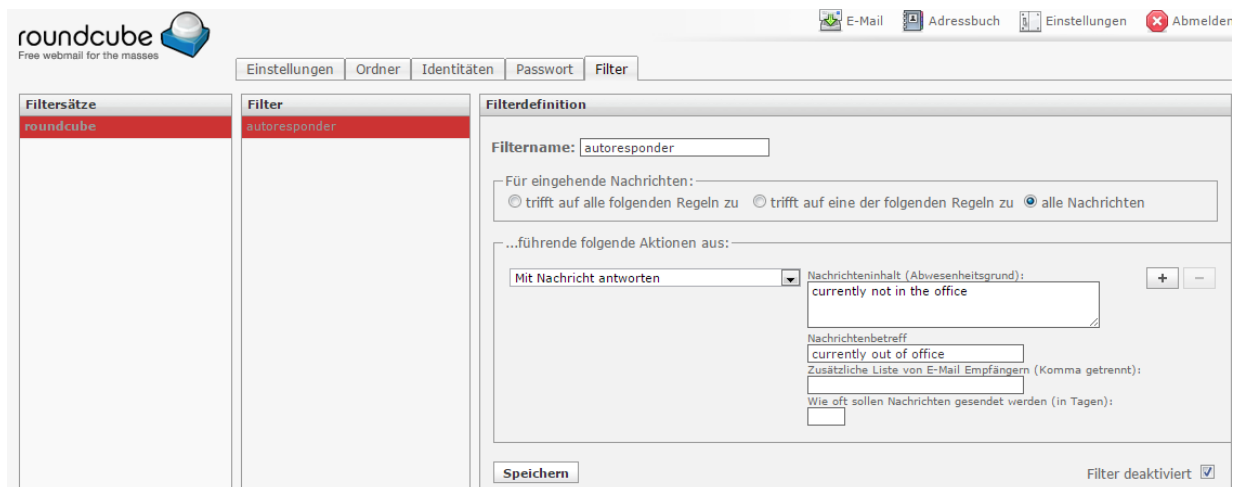 roundcube
Free webmail for the masses
E-Mail Adressbuch Einstellungen Abmelden
Einstellungen Ordner Identitäten Passwort Filter
Filtersätze
roundcube
Filter
autoresponder
Filterdefinition
Filtername: autoresponder
Für eingehende Nachrichten:
trifft auf alle folgenden Regeln zu trifft auf eine der folgenden Regeln zu alle Nachrichten
...führende folgende Aktionen aus:
Mit Nachricht antworten
Nachrichteninhalt (Abwesenheitsgrund):
currently not in the office
+ −
Nachrichtenbetreff
currently out of office
Zusätzliche Liste von E-Mail Empfängern (Komma getrennt):
Wie oft sollen Nachrichten gesendet werden (in Tagen):
Speichern
Filter deaktiviert